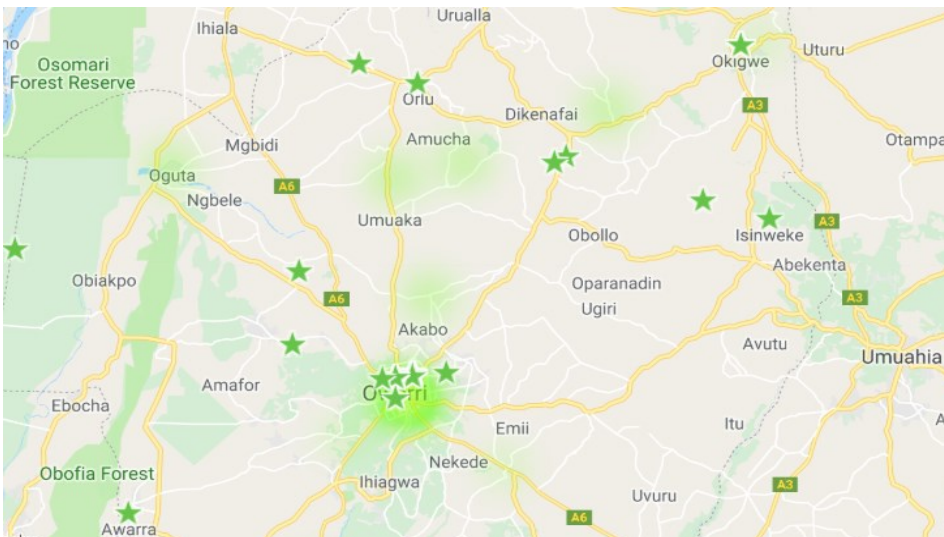 Urualla
Ihiala
no
Osomari
Forest Reserve
Okigwe
Uturu
Orlu
A3
Dikenafai
Mgbidi
Amucha
Otampa
Oguta
A6
Ngbele
Umuaka
Obollo
Isinweke
A3
Abekenta
Obiakpo
Oparanadin
A6
Ugiri
A3
Akabo
Avutu
Umuahia
Amafor
Ebocha
Emii
Itu
A
Nekede
Obofia Forest
Ihiagwa
A3
Uvuru
A6
Awarra